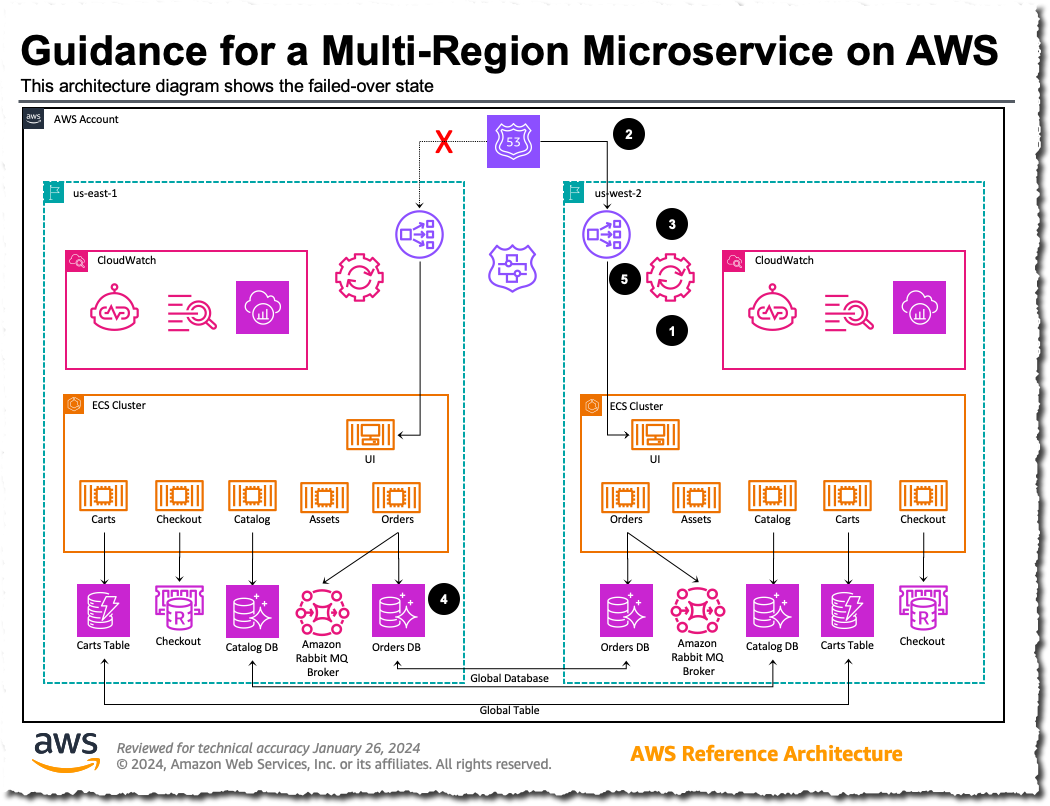 Guidance for a Multi-Region Microservice on AWS
This architecture diagram shows the failed-over state
aws
AWS Account
X
53
2
us-east-1
us-west-2
3
CloudWatch
5
CloudWatch
1
ECS Cluster
ECS Cluster
UI
UI
Carts
Checkout
Catalog
Assets
Orders
Orders
Assets
Catalog
Carts
Checkout
R
4
R
Carts Table
Checkout
Catalog DB
Amazon
Rabbit MQ
Broker
Orders DB
Orders DB
Amazon
Rabbit MQ
Broker
Catalog DB
Carts Table
Checkout
Global Database
Global Table
aws
Reviewed for technical accuracy January 26, 2024
© 2024, Amazon Web Services, Inc. or its affiliates. All rights reserved.
AWS Reference Architecture